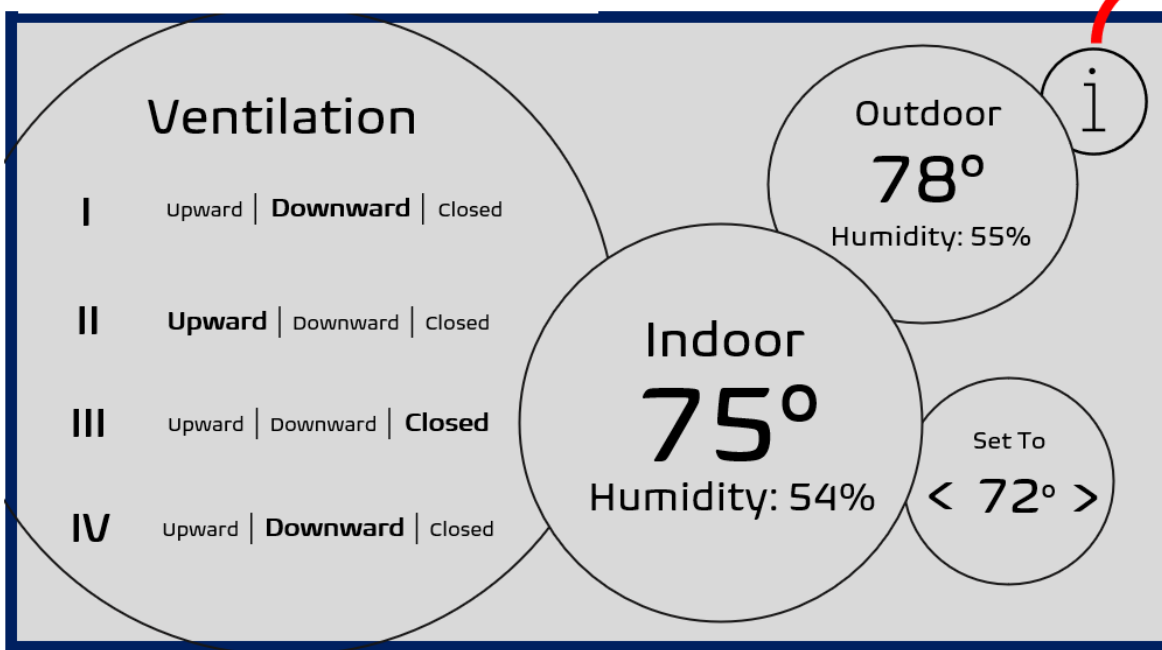 Ventilation
I Upward | Downward | Closed
II Upward | Downward | Closed
III Upward | Downward | Closed
IV Upward | Downward | Closed
Outdoor
78°
Humidity: 55%
i
Indoor
75°
Humidity: 54%
Set To
< 72° >